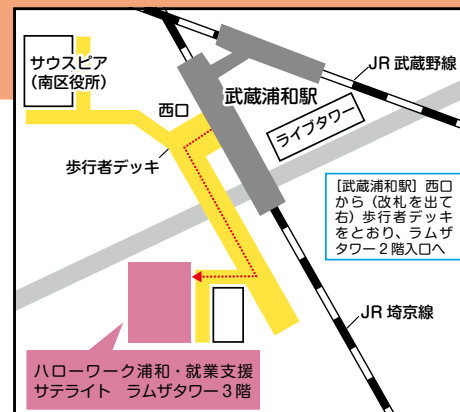 サウスピア
（南区役所）
JR 武蔵野線
西口
武蔵浦和駅
ライブタワー
歩行者デッキ
［武蔵浦和駅］西口
から（改札を出て
右）歩行者デッキ
をとおり、ラムザ
タワー２階入口へ
JR 埼京線
ハローワーク浦和・就業支援
サテライト　ラムザタワー３階